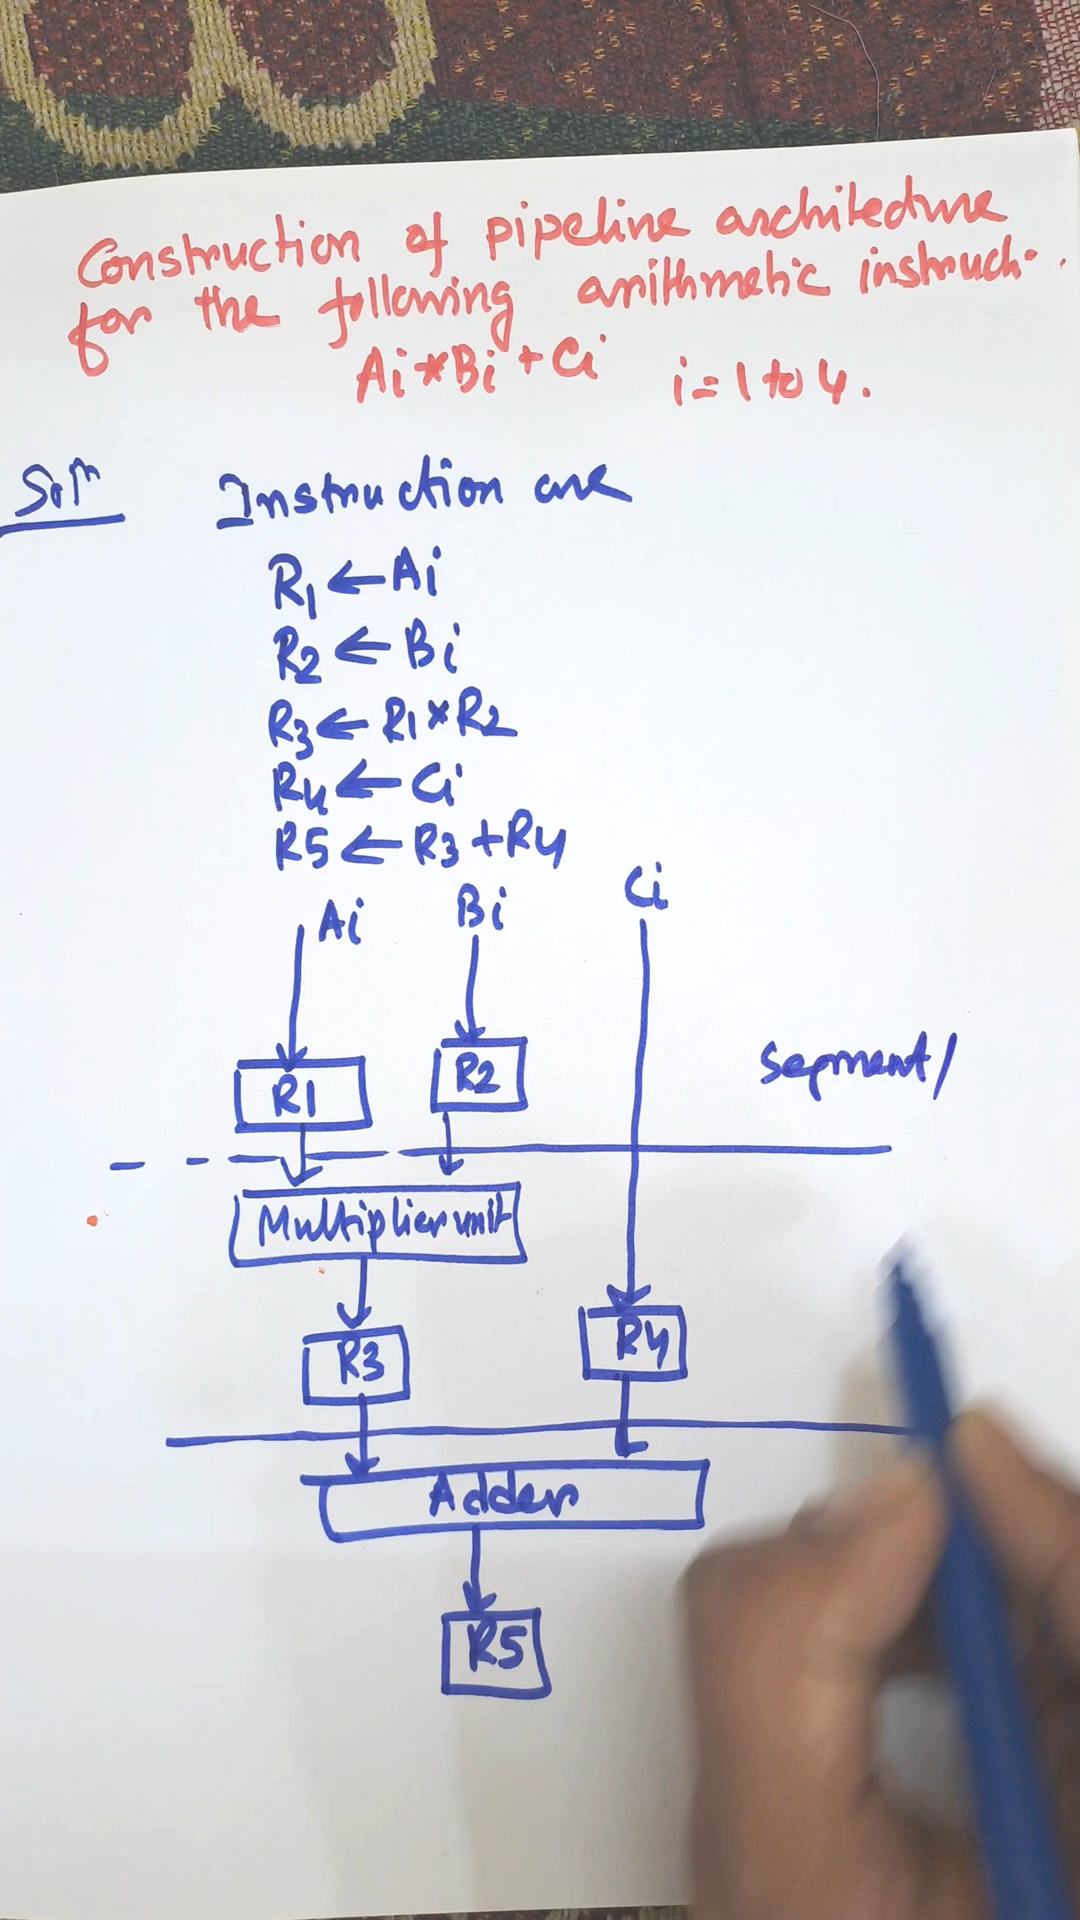 Construction of pipeline architecture
for the following arithmetic instruct..
Ai*Bi + Ci i=1 to 4.
Solⁿ Instruction are
R1 ← Ai
R2 ← Bi
R3 ← R1*R2
R4 ← Ci
R5 ← R3 + R4
Ai Bi Ci
R1 R2 Segment 1
Multiplier unit
R3 R4
Adder
R5